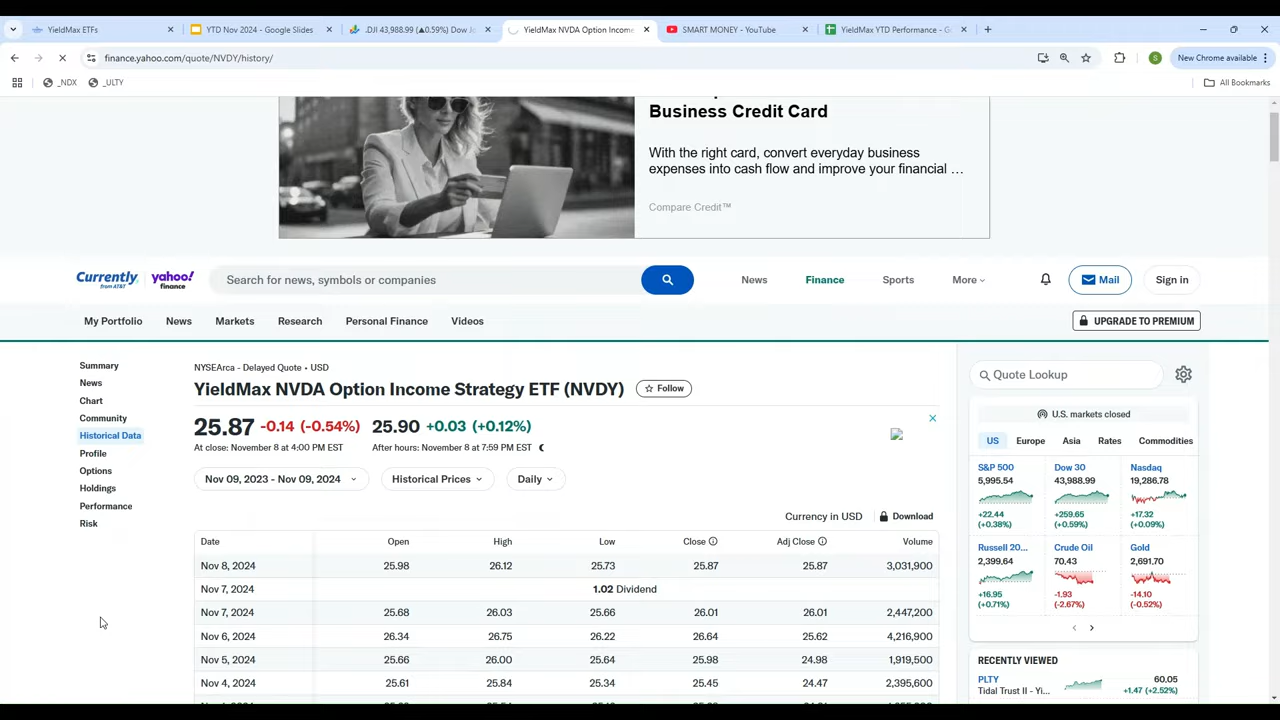 YieldMax ETFs
YTD Nov 2024 - Google Slides
.DJI 43,988.99 (▲0.59%) Dow Jo
YieldMax NVDA Option Income
SMART MONEY - YouTube
YieldMax YTD Performance - Go
finance.yahoo.com/quote/NVDY/history/
S
New Chrome available
_NDX
_ULTY
All Bookmarks
Business Credit Card
With the right card, convert everyday business
expenses into cash flow and improve your financial …
Compare Credit™
Currently
from AT&T
yahoo!
finance
Search for news, symbols or companies
News
Finance
Sports
More
Mail
Sign in
My Portfolio
News
Markets
Research
Personal Finance
Videos
UPGRADE TO PREMIUM
Summary
News
Chart
Community
Historical Data
Profile
Options
Holdings
Performance
Risk
NYSEArca - Delayed Quote • USD
YieldMax NVDA Option Income Strategy ETF (NVDY)
Follow
25.87 -0.14 (-0.54%) 25.90 +0.03 (+0.12%)
At close: November 8 at 4:00 PM EST After hours: November 8 at 7:59 PM EST
Nov 09, 2023 - Nov 09, 2024
Historical Prices
Daily
Currency in USD
Download
Date Open High Low Close Adj Close Volume
Nov 8, 2024 25.98 26.12 25.73 25.87 25.87 3,031,900
Nov 7, 2024 1.02 Dividend
Nov 7, 2024 25.68 26.03 25.66 26.01 26.01 2,447,200
Nov 6, 2024 26.34 26.75 26.22 26.64 25.62 4,216,900
Nov 5, 2024 25.66 26.00 25.64 25.98 24.98 1,919,500
Nov 4, 2024 25.61 25.84 25.34 25.45 24.47 2,395,600
Quote Lookup
U.S. markets closed
US Europe Asia Rates Commodities
S&P 500 Dow 30 Nasdaq
5,995.54 43,988.99 19,286.78
+22.44 +259.65 +17.32
(+0.38%) (+0.59%) (+0.09%)
Russell 20... Crude Oil Gold
2,399.64 70.43 2,691.70
+16.95 -1.93 -14.10
(+0.71%) (-2.67%) (-0.52%)
RECENTLY VIEWED
PLTY 60.05
Tidal Trust II - Yi... +1.47 (+2.52%)